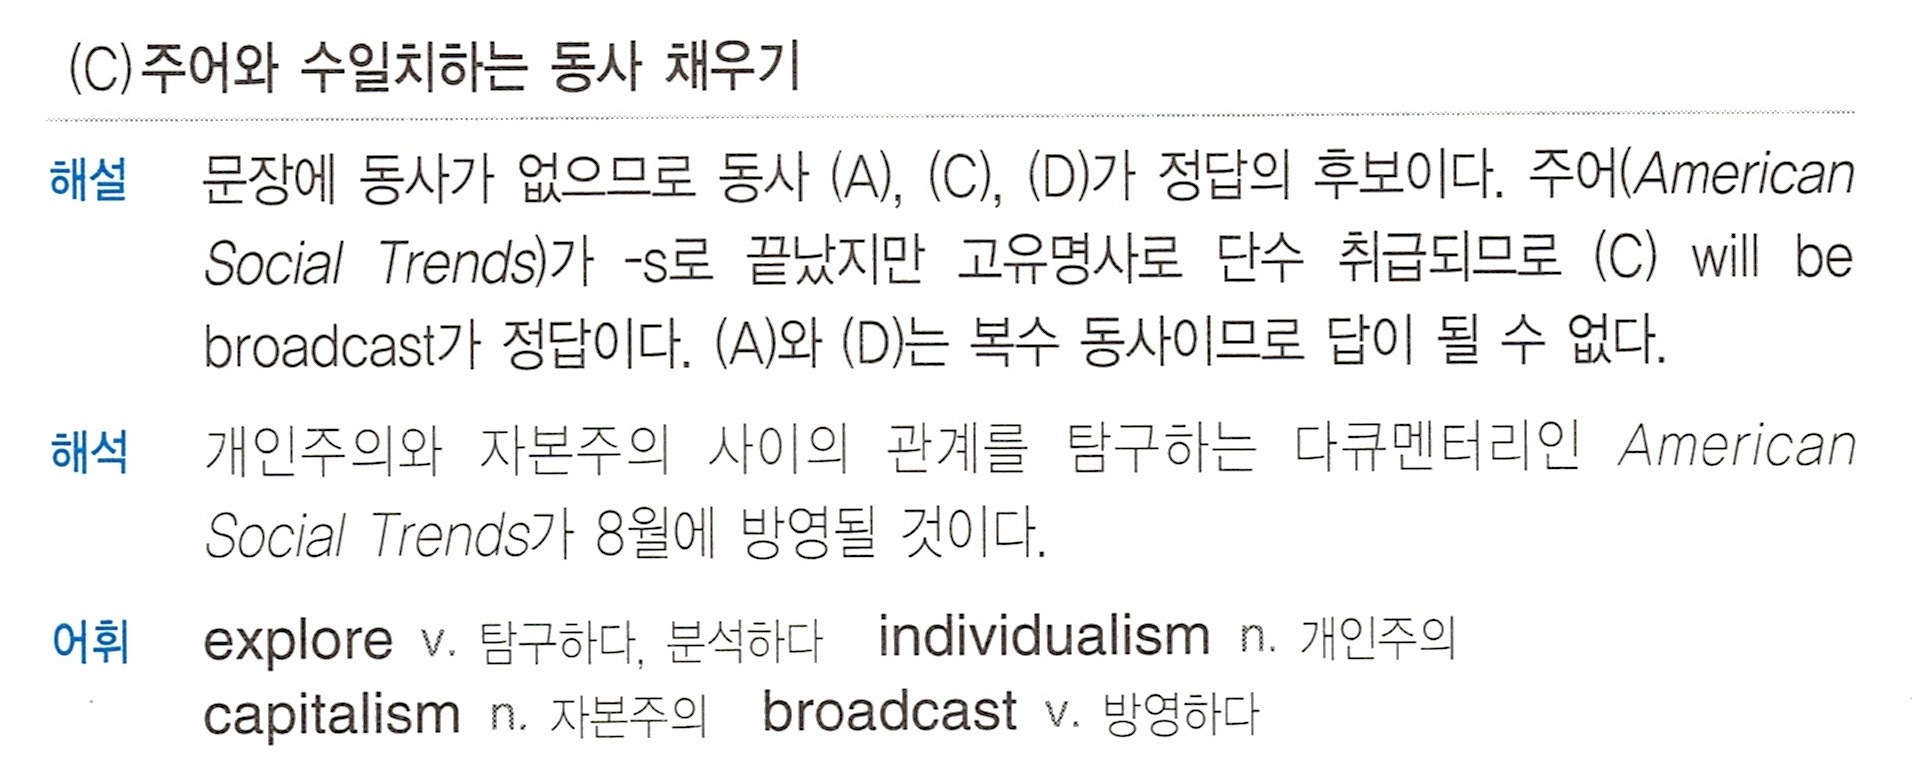 (C) 주어와 수일치하는 동사 채우기
해설 문장에 동사가 없으므로 동사 (A), (C), (D)가 정답의 후보이다. 주어(American
Social Trends)가 -s로 끝났지만 고유명사로 단수 취급되므로 (C) will be
broadcast가 정답이다. (A)와 (D)는 복수 동사이므로 답이 될 수 없다.
해석 개인주의와 자본주의 사이의 관계를 탐구하는 다큐멘터리인 American
Social Trends가 8월에 방영될 것이다.
어휘 explore v. 탐구하다, 분석하다 individualism n. 개인주의
capitalism n. 자본주의 broadcast v. 방영하다